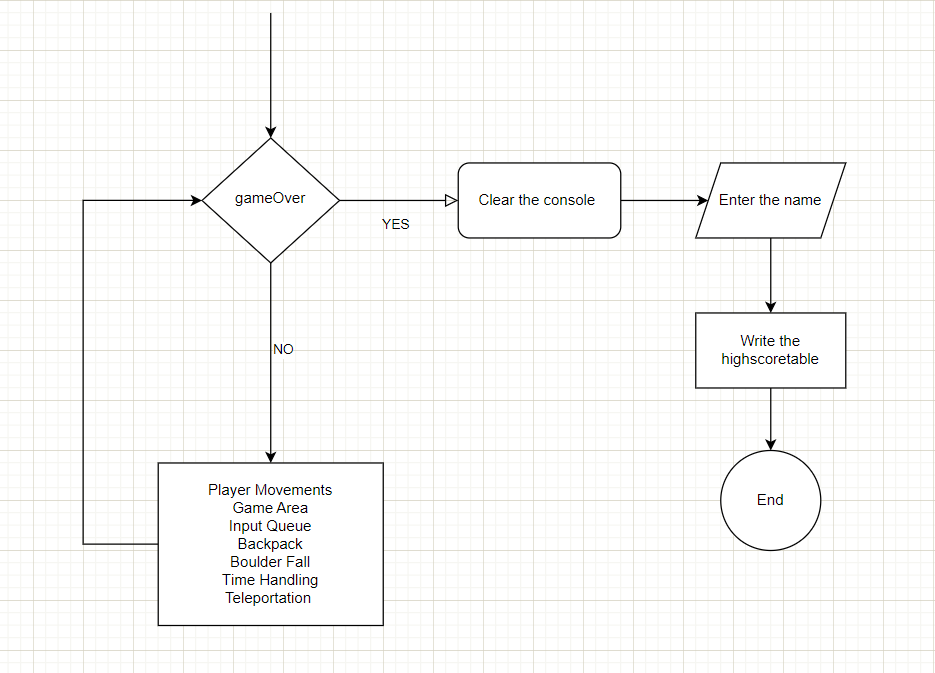 gameOver
YES
Clear the console
Enter the name
NO
Write the
highscoretable
Player Movements
Game Area
Input Queue
Backpack
Boulder Fall
Time Handling
Teleportation
End